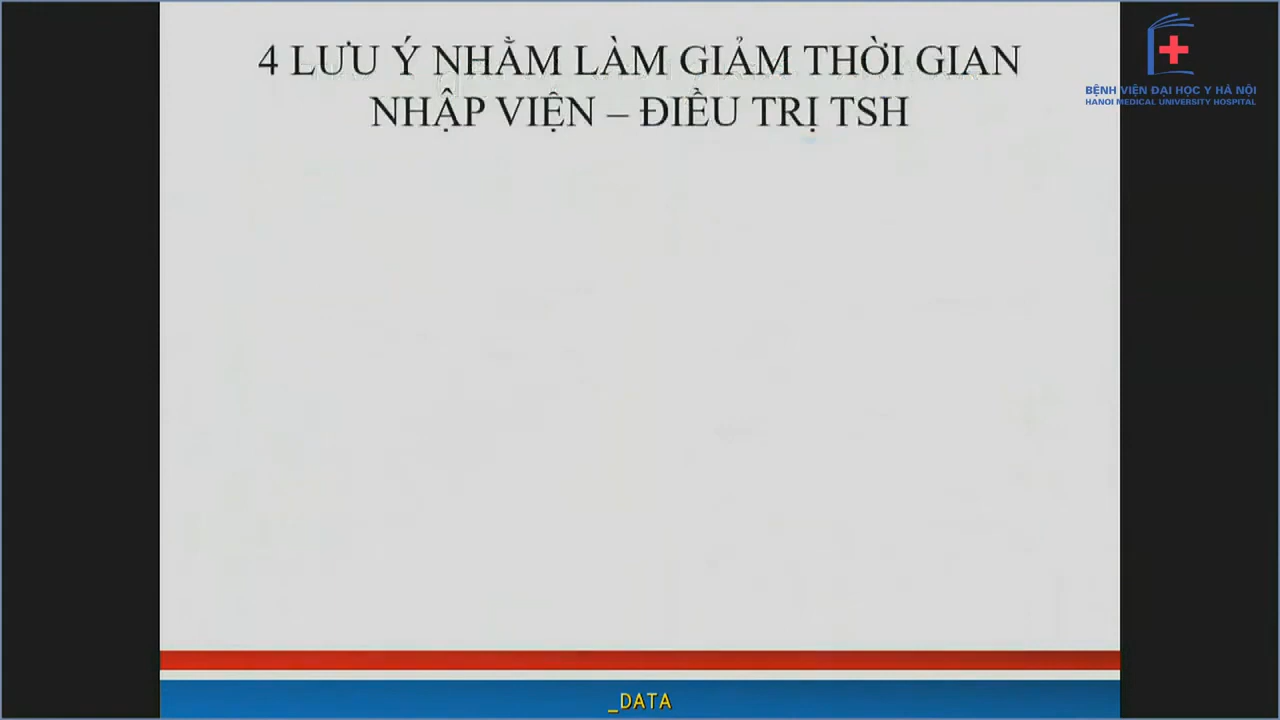 4 LƯU Ý NHẰM LÀM GIẢM THỜI GIAN
NHẬP VIỆN – ĐIỀU TRỊ TSH
BỆNH VIỆN ĐẠI HỌC Y HÀ NỘI
HANOI MEDICAL UNIVERSITY HOSPITAL
_DATA